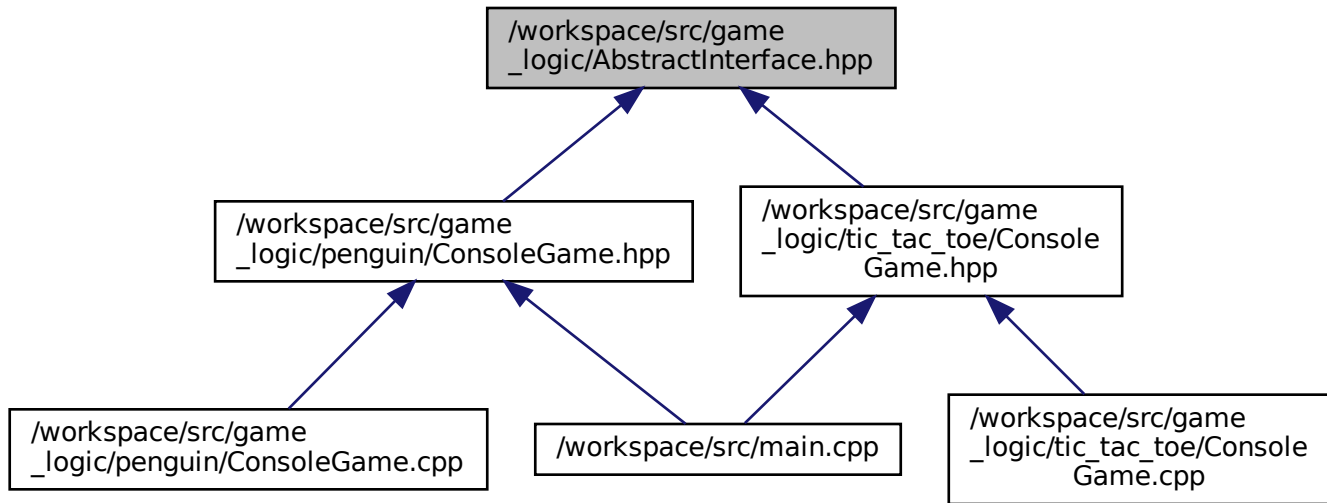 /workspace/src/game
_logic/AbstractInterface.hpp
/workspace/src/game
_logic/penguin/ConsoleGame.hpp
/workspace/src/game
_logic/tic_tac_toe/Console
Game.hpp
/workspace/src/game
_logic/penguin/ConsoleGame.cpp
/workspace/src/main.cpp
/workspace/src/game
_logic/tic_tac_toe/Console
Game.cpp